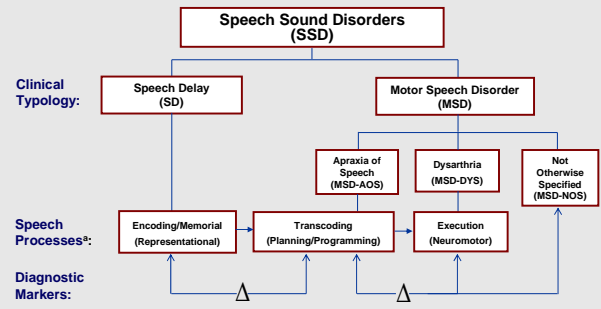 Speech Sound Disorders
(SSD)
Clinical
Typology:
Speech Delay
(SD)
Motor Speech Disorder
(MSD)
Apraxia of
Speech
(MSD-AOS)
Dysarthria
(MSD-DYS)
Not
Otherwise
Specified
(MSD-NOS)
Speech
Processesᵃ:
Encoding/Memorial
(Representational)
Transcoding
(Planning/Programming)
Execution
(Neuromotor)
Diagnostic
Markers:
Δ
Δ